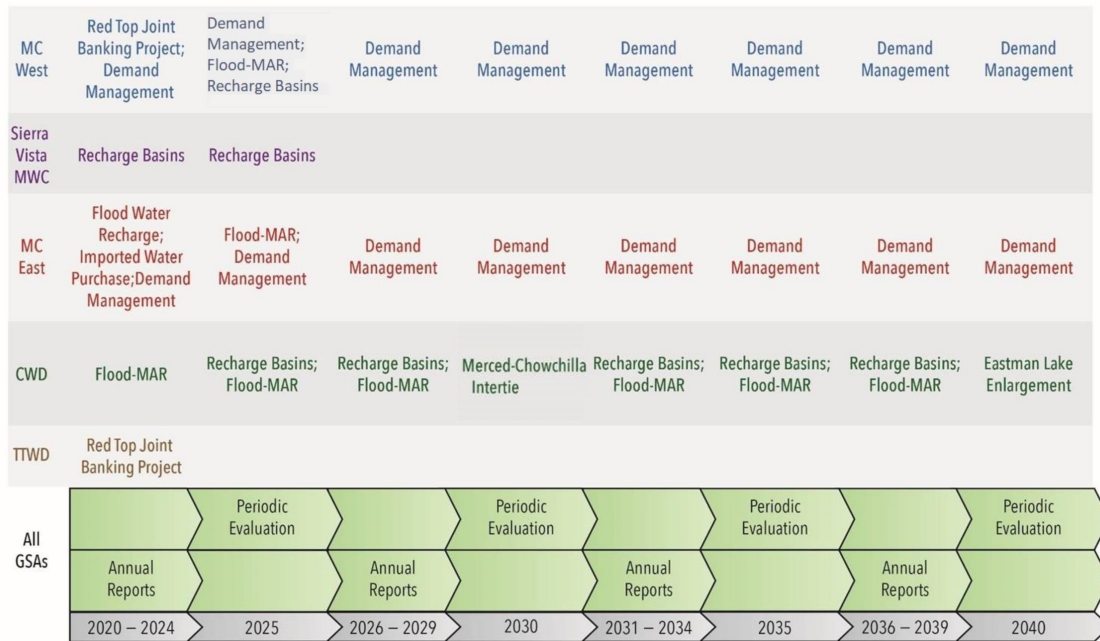 MC
West
Red Top Joint
Banking Project;
Demand
Management
Demand
Management;
Flood-MAR;
Recharge Basins
Demand
Management
Demand
Management
Demand
Management
Demand
Management
Demand
Management
Demand
Management
Sierra
Vista
MWC
Recharge Basins
Recharge Basins
MC
East
Flood Water
Recharge;
Imported Water
Purchase;Demand
Management
Flood-MAR;
Demand
Management
Demand
Management
Demand
Management
Demand
Management
Demand
Management
Demand
Management
Demand
Management
CWD
Flood-MAR
Recharge Basins;
Flood-MAR
Recharge Basins;
Flood-MAR
Merced-Chowchilla
Intertie
Recharge Basins;
Flood-MAR
Recharge Basins;
Flood-MAR
Recharge Basins;
Flood-MAR
Eastman Lake
Enlargement
TTWD
Red Top Joint
Banking Project
All
GSAs
Periodic
Evaluation
Periodic
Evaluation
Periodic
Evaluation
Periodic
Evaluation
Annual
Reports
Annual
Reports
Annual
Reports
Annual
Reports
2020 – 2024
2025
2026 – 2029
2030
2031 – 2034
2035
2036 – 2039
2040